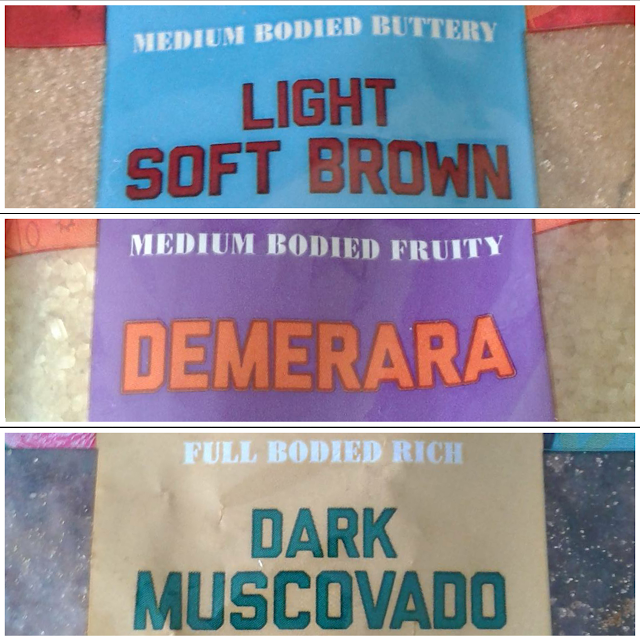 MEDIUM BODIED BUTTERY
LIGHT
SOFT BROWN
MEDIUM BODIED FRUITY
DEMERARA
FULL BODIED RICH
DARK
MUSCOVADO